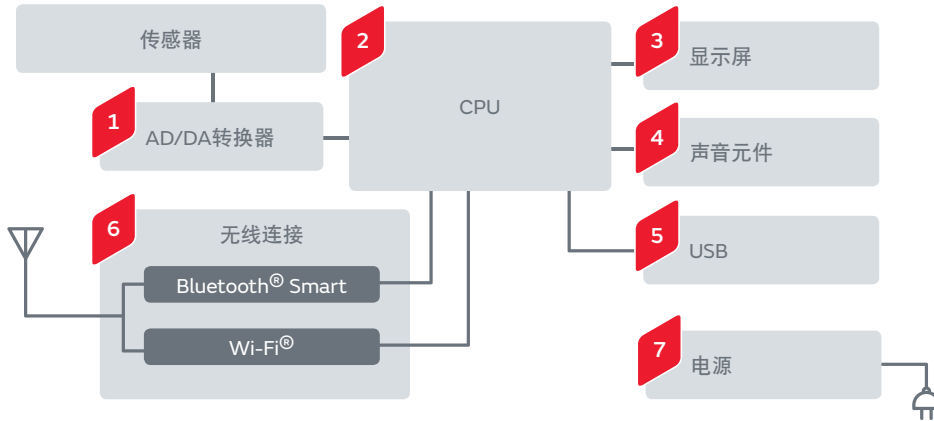 传感器
1
AD/DA转换器
2
CPU
3
显示屏
4
声音元件
5
USB
6
无线连接
Bluetooth® Smart
Wi-Fi®
7
电源